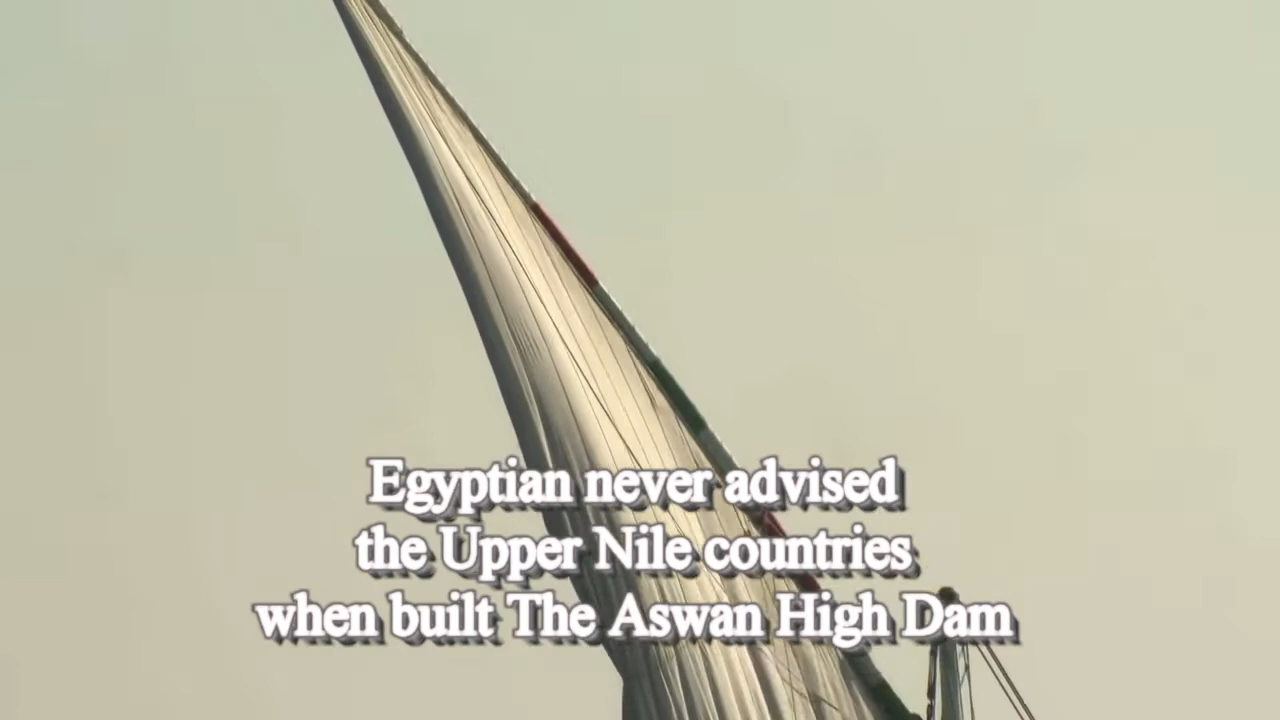 Egyptian never advised
the Upper Nile countries
when built The Aswan High Dam